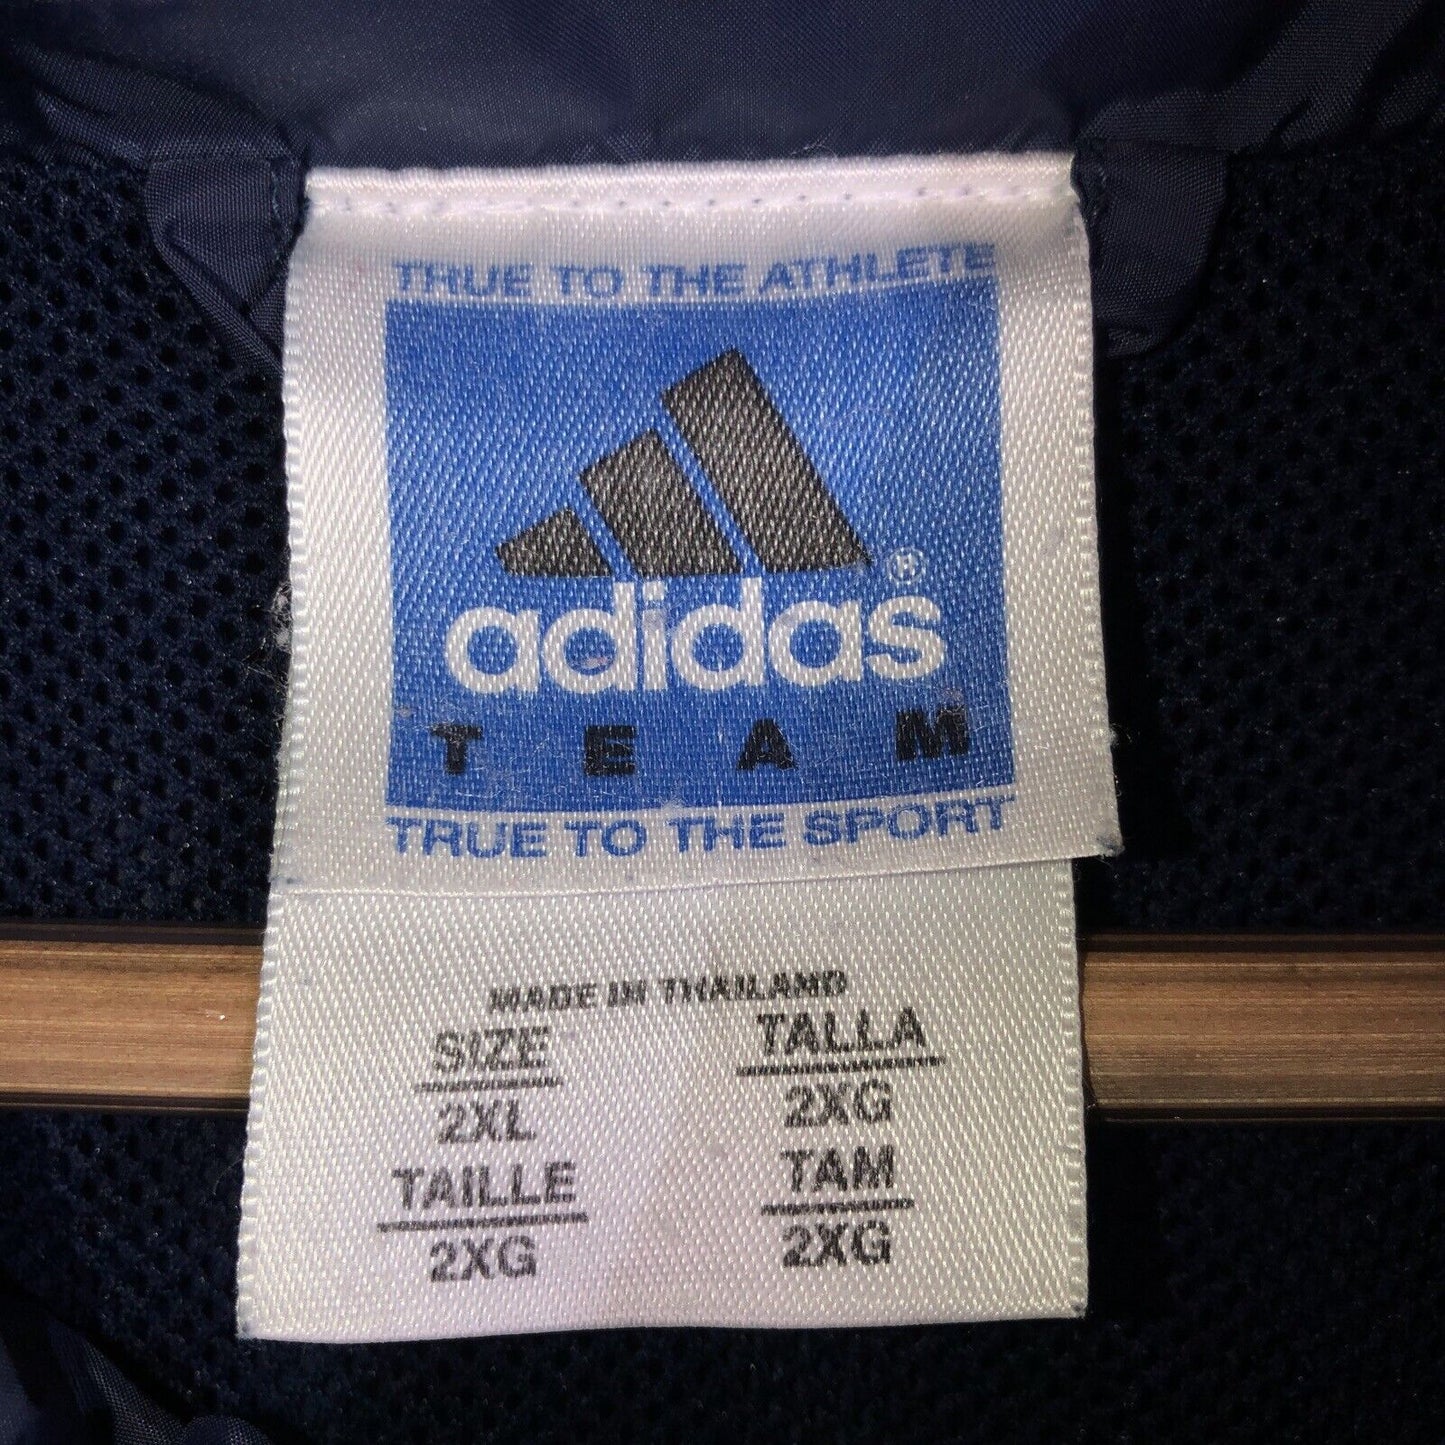 TRUE TO THE ATHLETE
adidas®
TEAM
TRUE TO THE SPORT
MADE IN THAILAND
SIZE TALLA
2XL 2XG
TAILLE TAM
2XG 2XG